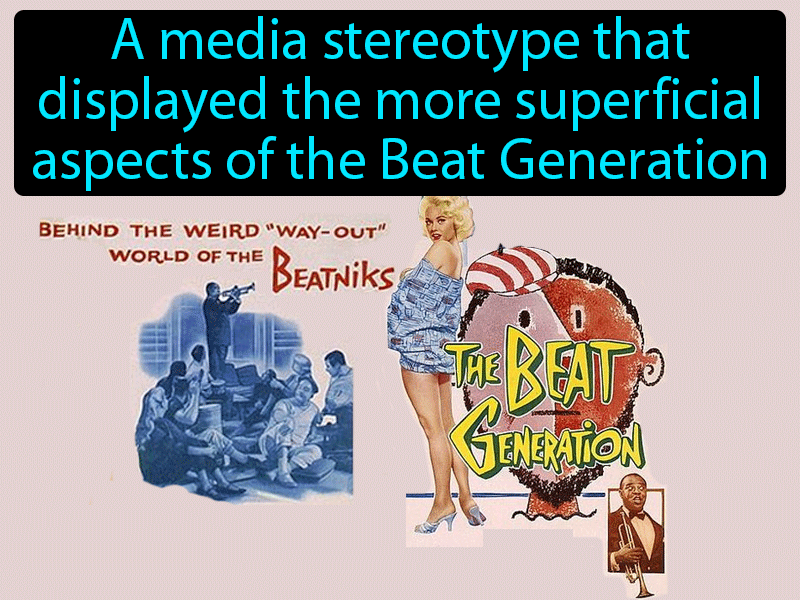 A media stereotype that
displayed the more superficial
aspects of the Beat Generation
BEHIND THE WEIRD "WAY-OUT"
WORLD OF THE BEATNiKS
THE BEAT
GENERATiON